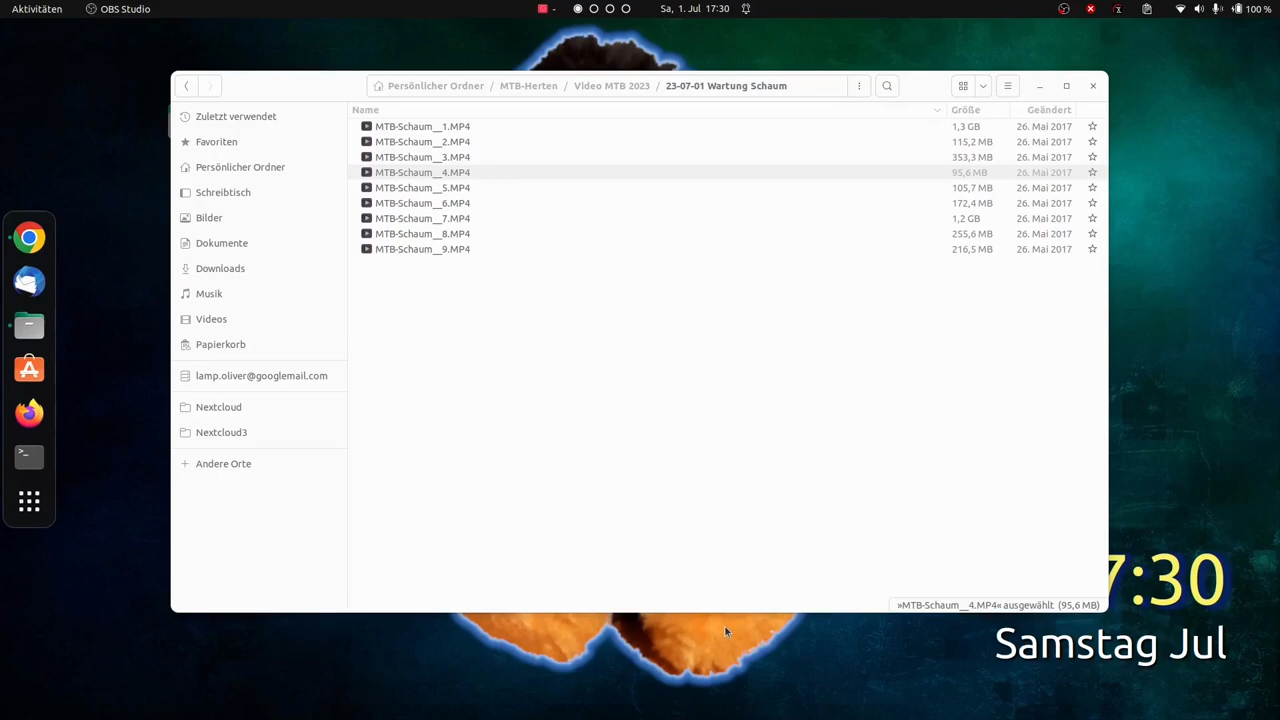 Aktivitäten OBS Studio Sa, 1. Jul 17:30 100 %
Persönlicher Ordner / MTB-Herten / Video MTB 2023 / 23-07-01 Wartung Schaum
Name Größe Geändert
MTB-Schaum__1.MP4 1,3 GB 26. Mai 2017
MTB-Schaum__2.MP4 115,2 MB 26. Mai 2017
MTB-Schaum__3.MP4 353,3 MB 26. Mai 2017
MTB-Schaum__4.MP4 95,6 MB 26. Mai 2017
MTB-Schaum__5.MP4 105,7 MB 26. Mai 2017
MTB-Schaum__6.MP4 172,4 MB 26. Mai 2017
MTB-Schaum__7.MP4 1,2 GB 26. Mai 2017
MTB-Schaum__8.MP4 255,6 MB 26. Mai 2017
MTB-Schaum__9.MP4 216,5 MB 26. Mai 2017
Zuletzt verwendet
Favoriten
Persönlicher Ordner
Schreibtisch
Bilder
Dokumente
Downloads
Musik
Videos
Papierkorb
lamp.oliver@googlemail.com
Nextcloud
Nextcloud3
Andere Orte
»MTB-Schaum__4.MP4« ausgewählt (95,6 MB)
7:30
Samstag Jul